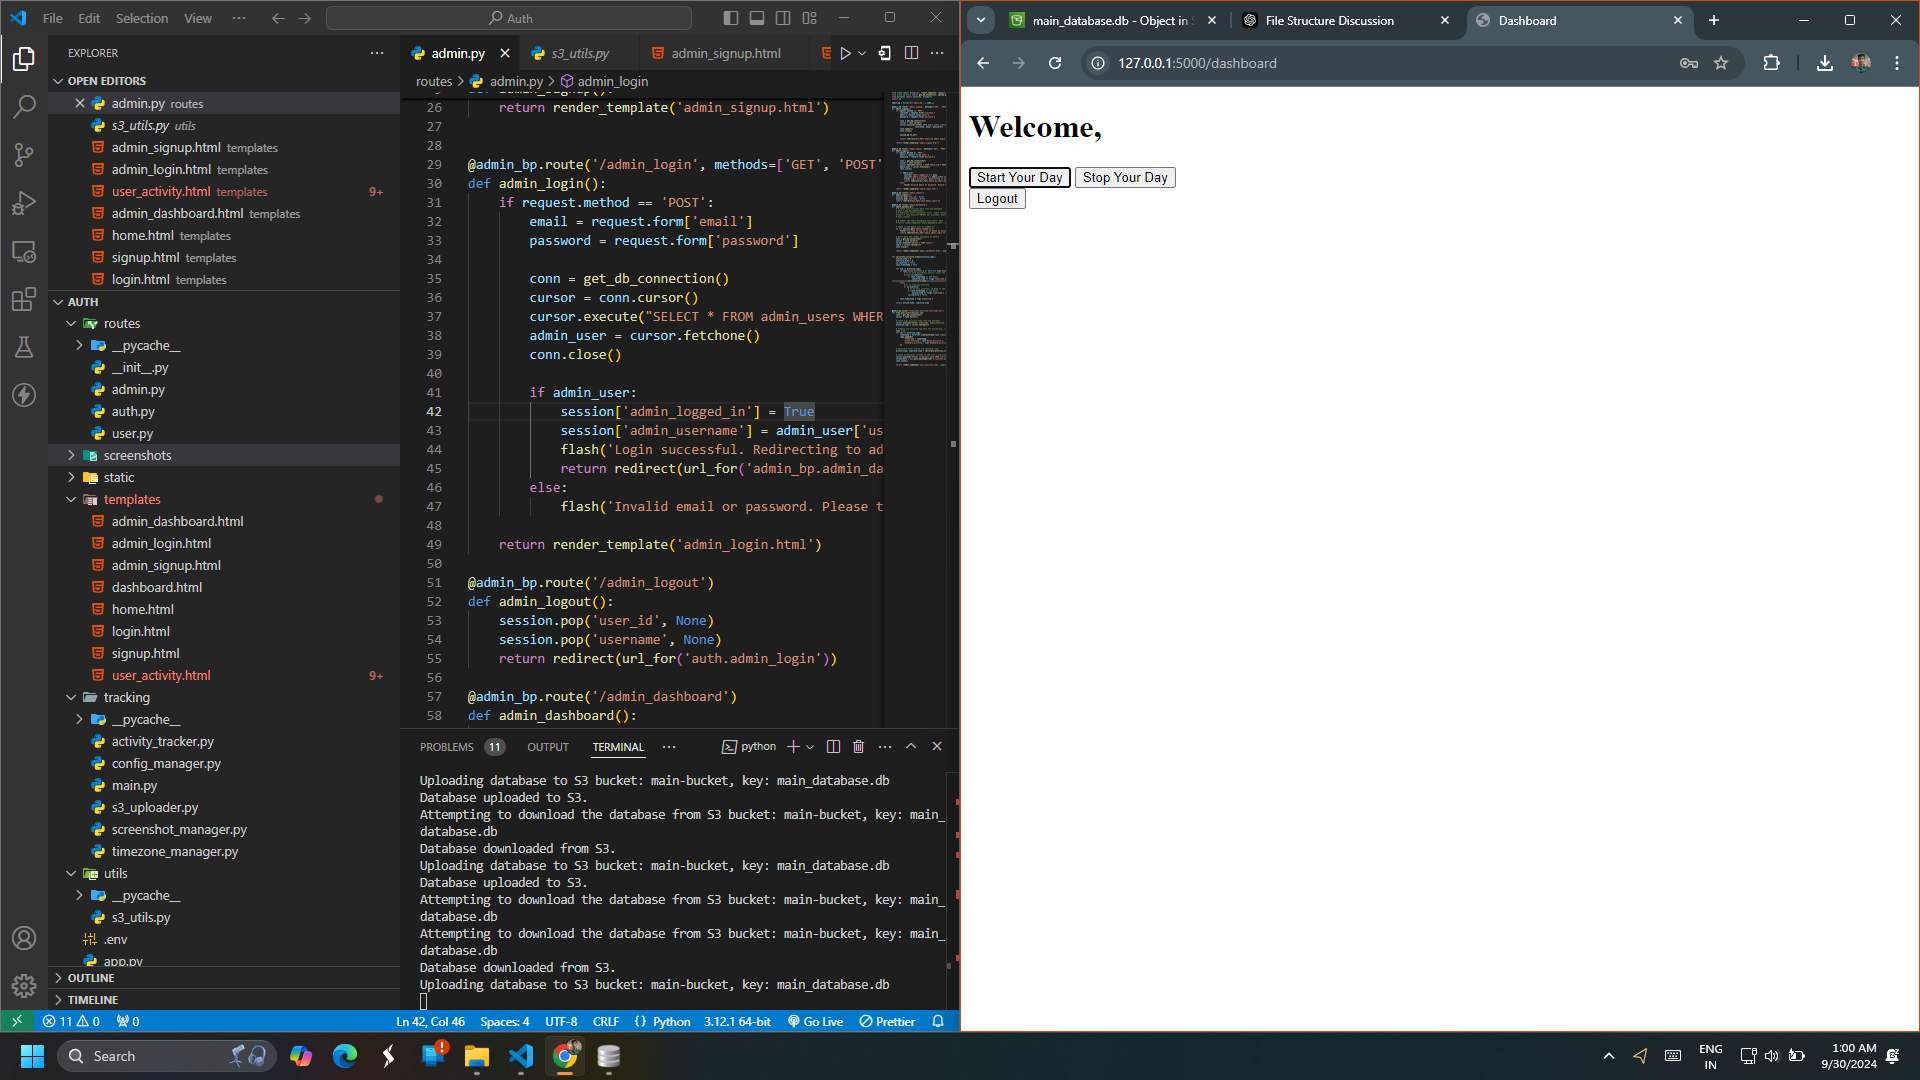 File Edit Selection View ··· Auth
EXPLORER
OPEN EDITORS
admin.py routes
s3_utils.py utils
admin_signup.html templates
admin_login.html templates
user_activity.html templates 9+
admin_dashboard.html templates
home.html templates
signup.html templates
login.html templates
AUTH
routes
__pycache__
__init__.py
admin.py
auth.py
user.py
screenshots
static
templates
admin_dashboard.html
admin_login.html
admin_signup.html
dashboard.html
home.html
login.html
signup.html
user_activity.html 9+
tracking
__pycache__
activity_tracker.py
config_manager.py
main.py
s3_uploader.py
screenshot_manager.py
timezone_manager.py
utils
__pycache__
s3_utils.py
.env
app.py
OUTLINE
TIMELINE
admin.py s3_utils.py admin_signup.html
routes > admin.py > admin_login
26 return render_template('admin_signup.html')
27
28
29 @admin_bp.route('/admin_login', methods=['GET', 'POST'
30 def admin_login():
31 if request.method == 'POST':
32 email = request.form['email']
33 password = request.form['password']
34
35 conn = get_db_connection()
36 cursor = conn.cursor()
37 cursor.execute("SELECT * FROM admin_users WHER
38 admin_user = cursor.fetchone()
39 conn.close()
40
41 if admin_user:
42 session['admin_logged_in'] = True
43 session['admin_username'] = admin_user['us
44 flash('Login successful. Redirecting to ad
45 return redirect(url_for('admin_bp.admin_da
46 else:
47 flash('Invalid email or password. Please t
48
49 return render_template('admin_login.html')
50
51 @admin_bp.route('/admin_logout')
52 def admin_logout():
53 session.pop('user_id', None)
54 session.pop('username', None)
55 return redirect(url_for('auth.admin_login'))
56
57 @admin_bp.route('/admin_dashboard')
58 def admin_dashboard():
PROBLEMS 11 OUTPUT TERMINAL ··· python
Uploading database to S3 bucket: main-bucket, key: main_database.db
Database uploaded to S3.
Attempting to download the database from S3 bucket: main-bucket, key: main_
database.db
Database downloaded from S3.
Uploading database to S3 bucket: main-bucket, key: main_database.db
Database uploaded to S3.
Attempting to download the database from S3 bucket: main-bucket, key: main_
database.db
Attempting to download the database from S3 bucket: main-bucket, key: main_
database.db
Database downloaded from S3.
Uploading database to S3 bucket: main-bucket, key: main_database.db
11 0 0 Ln 42, Col 46 Spaces: 4 UTF-8 CRLF {} Python 3.12.1 64-bit Go Live Prettier
main_database.db - Object in S File Structure Discussion Dashboard
127.0.0.1:5000/dashboard
Welcome,
Start Your Day Stop Your Day
Logout
Search
ENG
IN
1:00 AM
9/30/2024